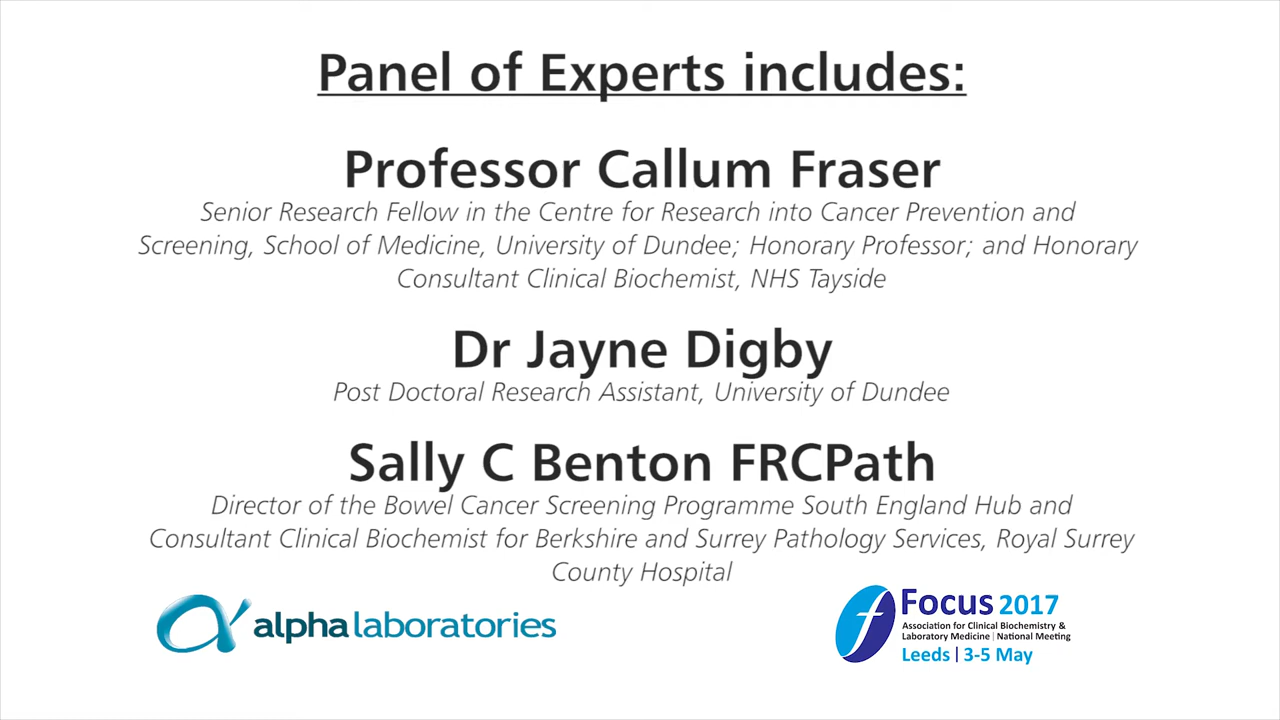 Panel of Experts includes:
Professor Callum Fraser
Senior Research Fellow in the Centre for Research into Cancer Prevention and
Screening, School of Medicine, University of Dundee; Honorary Professor; and Honorary
Consultant Clinical Biochemist, NHS Tayside
Dr Jayne Digby
Post Doctoral Research Assistant, University of Dundee
Sally C Benton FRCPath
Director of the Bowel Cancer Screening Programme South England Hub and
Consultant Clinical Biochemist for Berkshire and Surrey Pathology Services, Royal Surrey
County Hospital
alpha laboratories
Focus 2017
Association for Clinical Biochemistry &
Laboratory Medicine | National Meeting
Leeds | 3-5 May